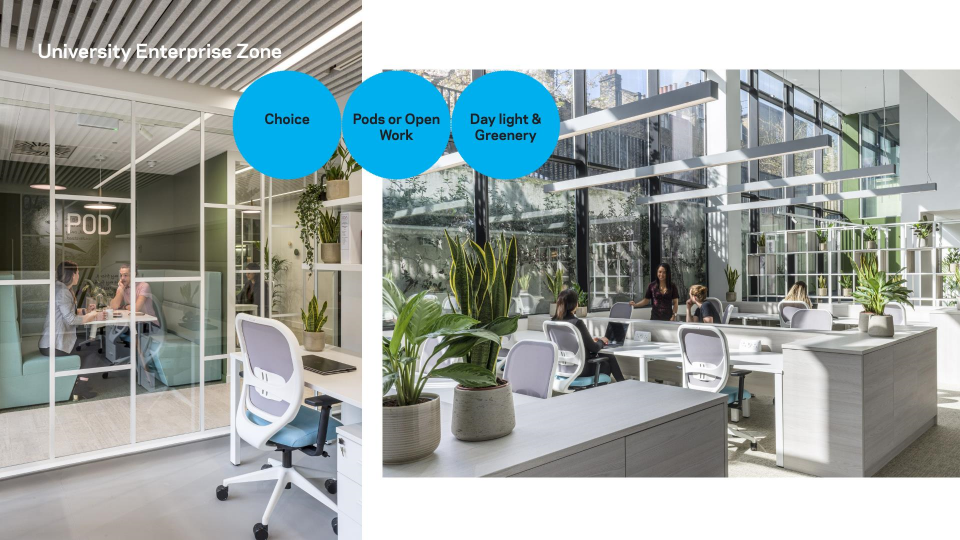 University Enterprise Zone
Choice
Pods or Open
Work
Day light &
Greenery
POD